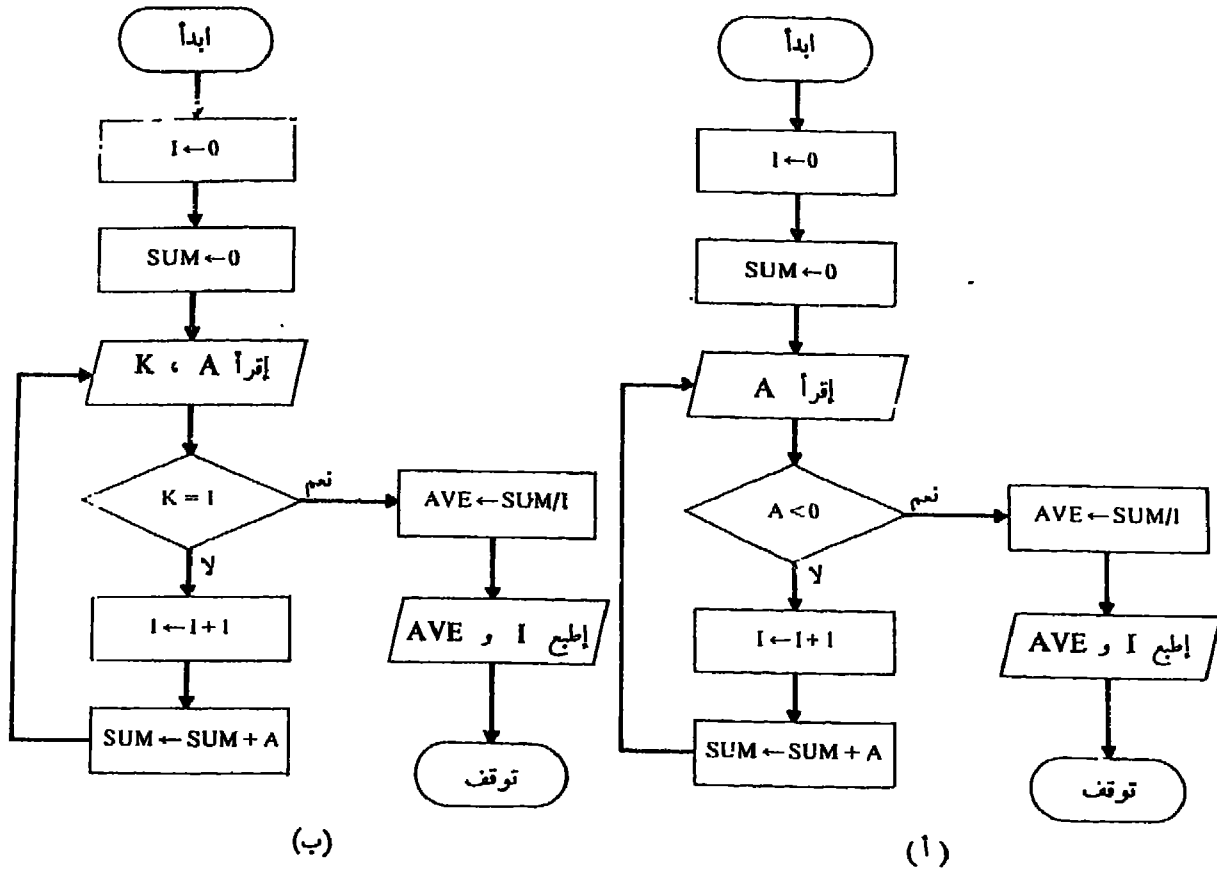 ابدأ
I←0
SUM←0
إقرأ A
A<0
نعم
AVE←SUM/I
لا
I←I+1
إطبع I و AVE
SUM←SUM+A
توقف
(أ)
ابدأ
I←0
SUM←0
إقرأ A ، K
K = 1
نعم
AVE←SUM/I
لا
I←I+1
إطبع I و AVE
SUM←SUM+A
توقف
(ب)